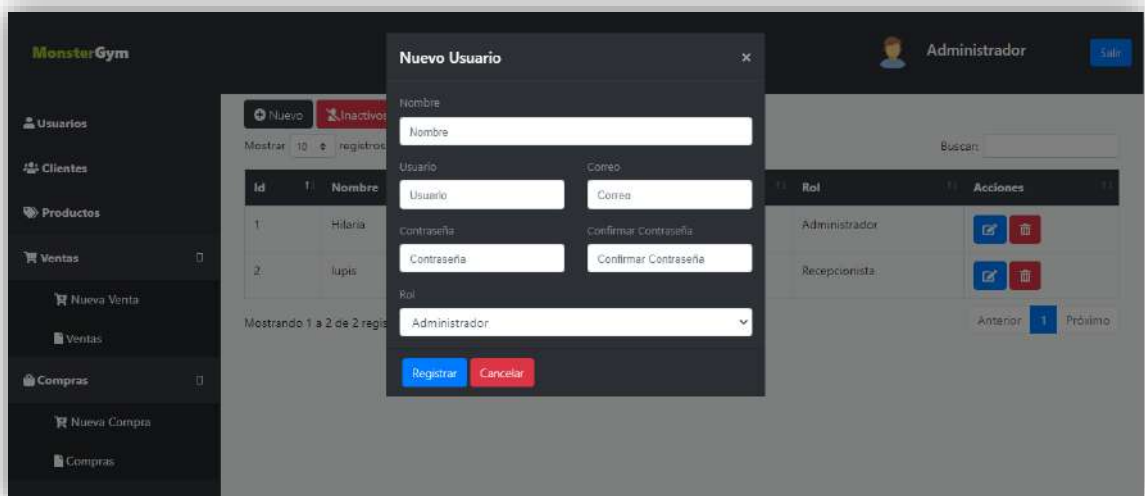 MonsterGym
Administrador
Salir
Usuarios
Clientes
Productos
Ventas
Nueva Venta
Ventas
Compras
Nueva Compra
Compras
Nuevo
Inactivos
Mostrar 10 registros
Buscar:
Id Nombre Rol Acciones
1 Hilaria Administrador
2 lupis Recepcionista
Mostrando 1 a 2 de 2 regis
Anterior 1 Próximo
Nuevo Usuario ×
Nombre
Nombre
Usuario Correo
Usuario Correo
Contraseña Confirmar Contraseña
Contraseña Confirmar Contraseña
Rol
Administrador
Registrar Cancelar